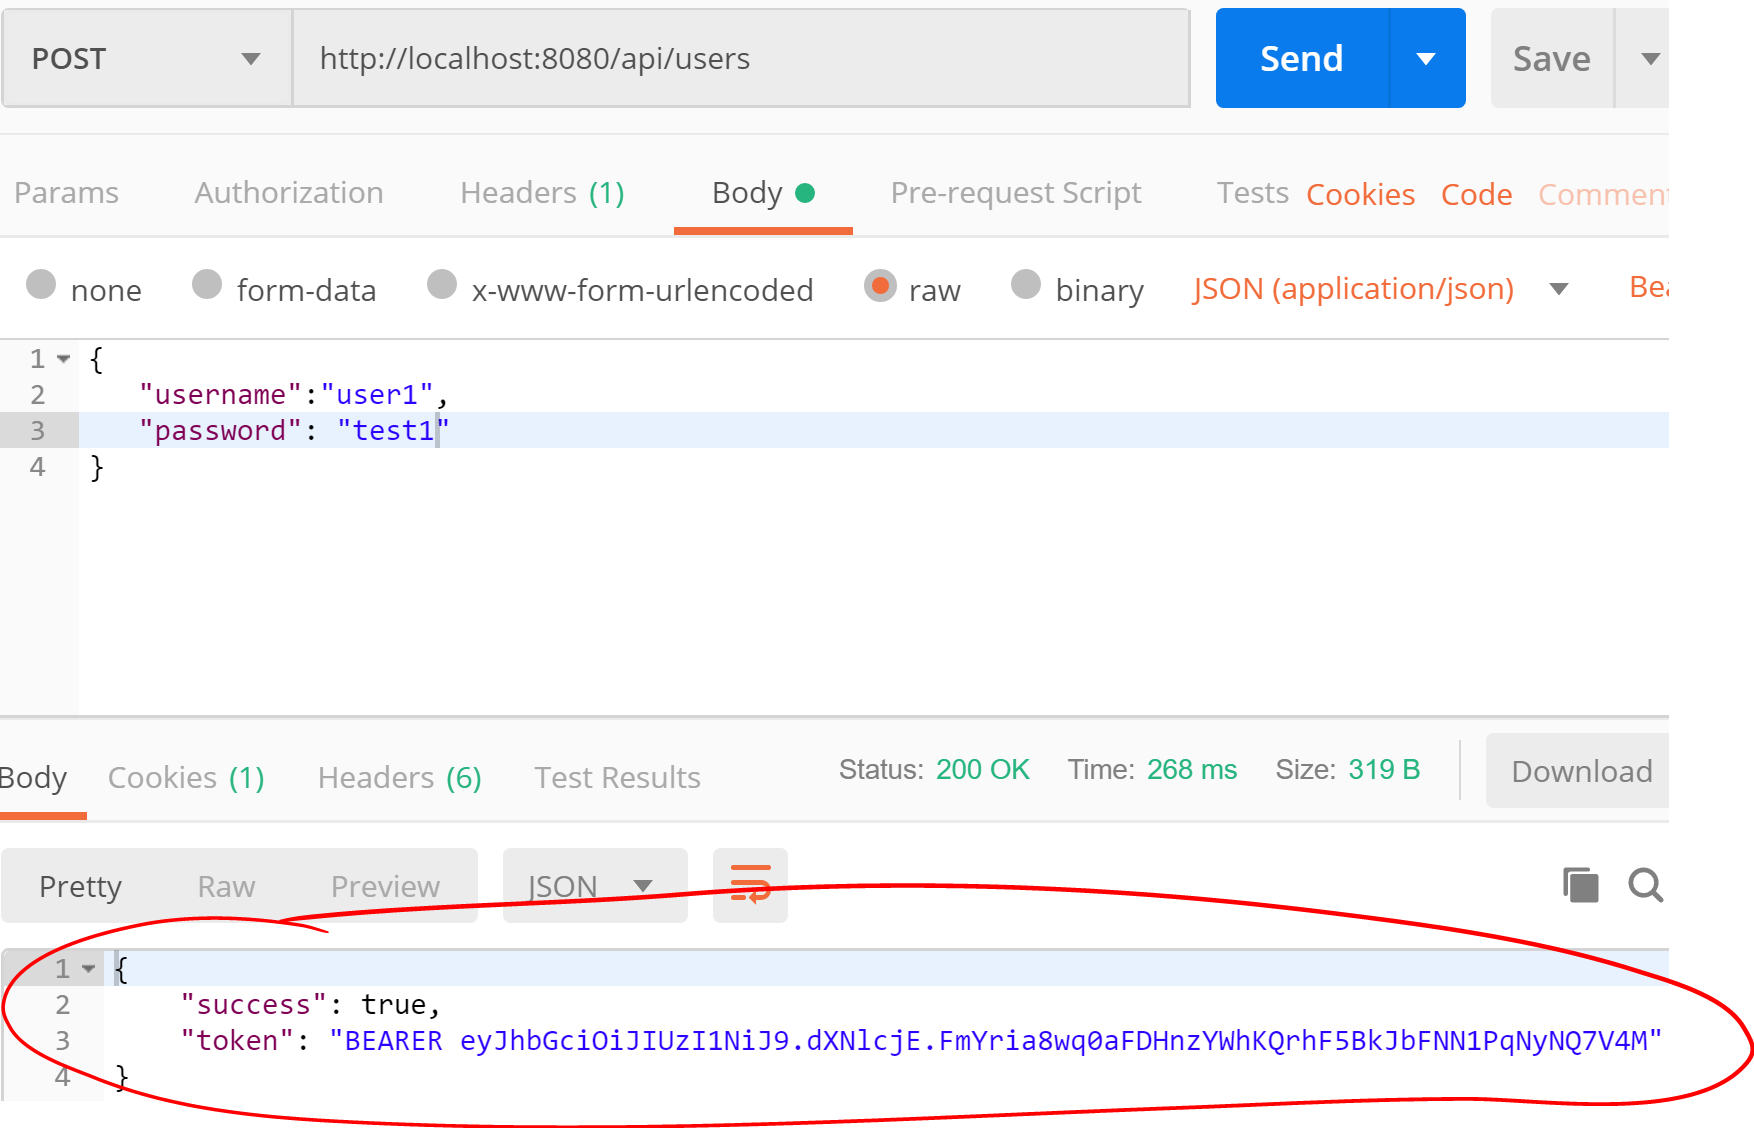 POST http://localhost:8080/api/users Send Save
Params Authorization Headers (1) Body Pre-request Script Tests Cookies Code Comment
none form-data x-www-form-urlencoded raw binary JSON (application/json) Bea
1 {
2 "username":"user1",
3 "password": "test1"
4 }
Body Cookies (1) Headers (6) Test Results Status: 200 OK Time: 268 ms Size: 319 B Download
Pretty Raw Preview JSON
1 {
2 "success": true,
3 "token": "BEARER eyJhbGciOiJIUzI1NiJ9.dXNlcjE.FmYria8wq0aFDHnzYWhKQrhF5BkJbFNN1PqNyNQ7V4M"
4 }